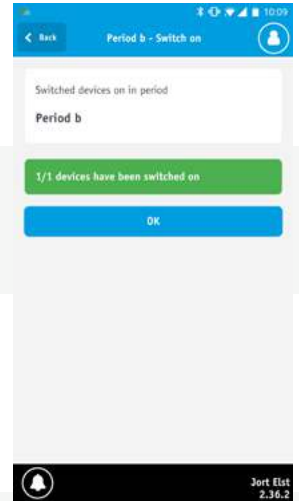 10:09
Back
Period b - Switch on
Switched devices on in period
Period b
1/1 devices have been switched on
OK
Jort Elst
2.36.2